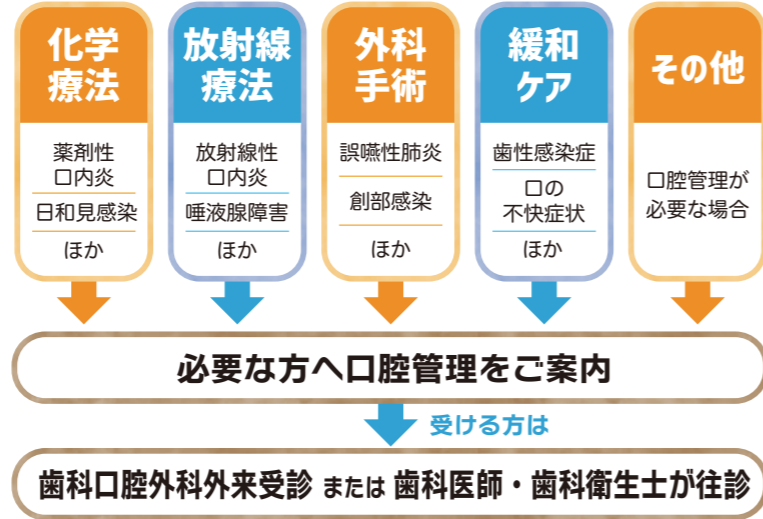 化学
療法
薬剤性
口内炎
日和見感染
ほか
放射線
療法
放射線性
口内炎
唾液腺障害
ほか
外科
手術
誤嚥性肺炎
創部感染
ほか
緩和
ケア
歯性感染症
口の
不快症状
ほか
その他
口腔管理が
必要な場合
必要な方へ口腔管理をご案内
受ける方は
歯科口腔外科外来受診 または 歯科医師・歯科衛生士が往診